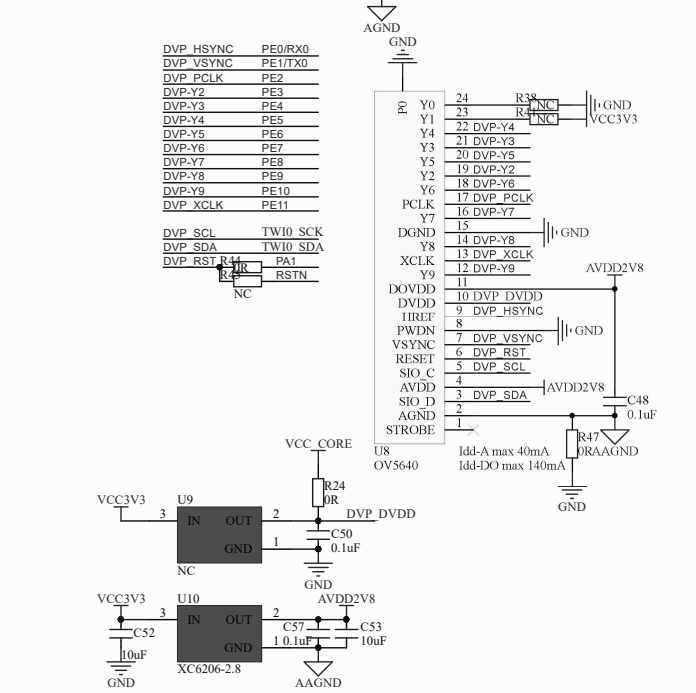 AGND
GND
DVP_HSYNC PE0/RX0
DVP_VSYNC PE1/TX0
DVP_PCLK PE2
DVP-Y2 PE3
DVP-Y3 PE4
DVP-Y4 PE5
DVP-Y5 PE6
DVP-Y6 PE7
DVP-Y7 PE8
DVP-Y8 PE9
DVP-Y9 PE10
DVP_XCLK PE11
DVP_SCL TWI0_SCK
DVP_SDA TWI0_SDA
DVP_RST R44 0R PA1
R45 RSTN
NC
P0
Y0 24 R38 NC GND
Y1 23 R41 NC VCC3V3
Y4 22 DVP-Y4
Y3 21 DVP-Y3
Y5 20 DVP-Y5
Y2 19 DVP-Y2
Y6 18 DVP-Y6
PCLK 17 DVP_PCLK
Y7 16 DVP-Y7
DGND 15 GND
Y8 14 DVP-Y8
XCLK 13 DVP_XCLK
Y9 12 DVP-Y9 AVDD2V8
DOVDD 11
DVDD 10 DVP_DVDD
HREF 9 DVP_HSYNC
PWDN 8 GND
VSYNC 7 DVP_VSYNC
RESET 6 DVP_RST
SIO_C 5 DVP_SCL
AVDD 4 AVDD2V8
SIO_D 3 DVP_SDA C48
AGND 2 0.1uF
STROBE 1
U8
OV5640
R47
0R
AAGND
Idd-A max 40mA
Idd-DO max 140mA
GND
VCC_CORE
R24
0R
VCC3V3 U9
3 IN OUT 2 DVP_DVDD
C50
GND 1 0.1uF
NC
GND
VCC3V3 U10 AVDD2V8
3 IN OUT 2
C52 C57 C53
GND 1 0.1uF 10uF
10uF
XC6206-2.8
GND AAGND